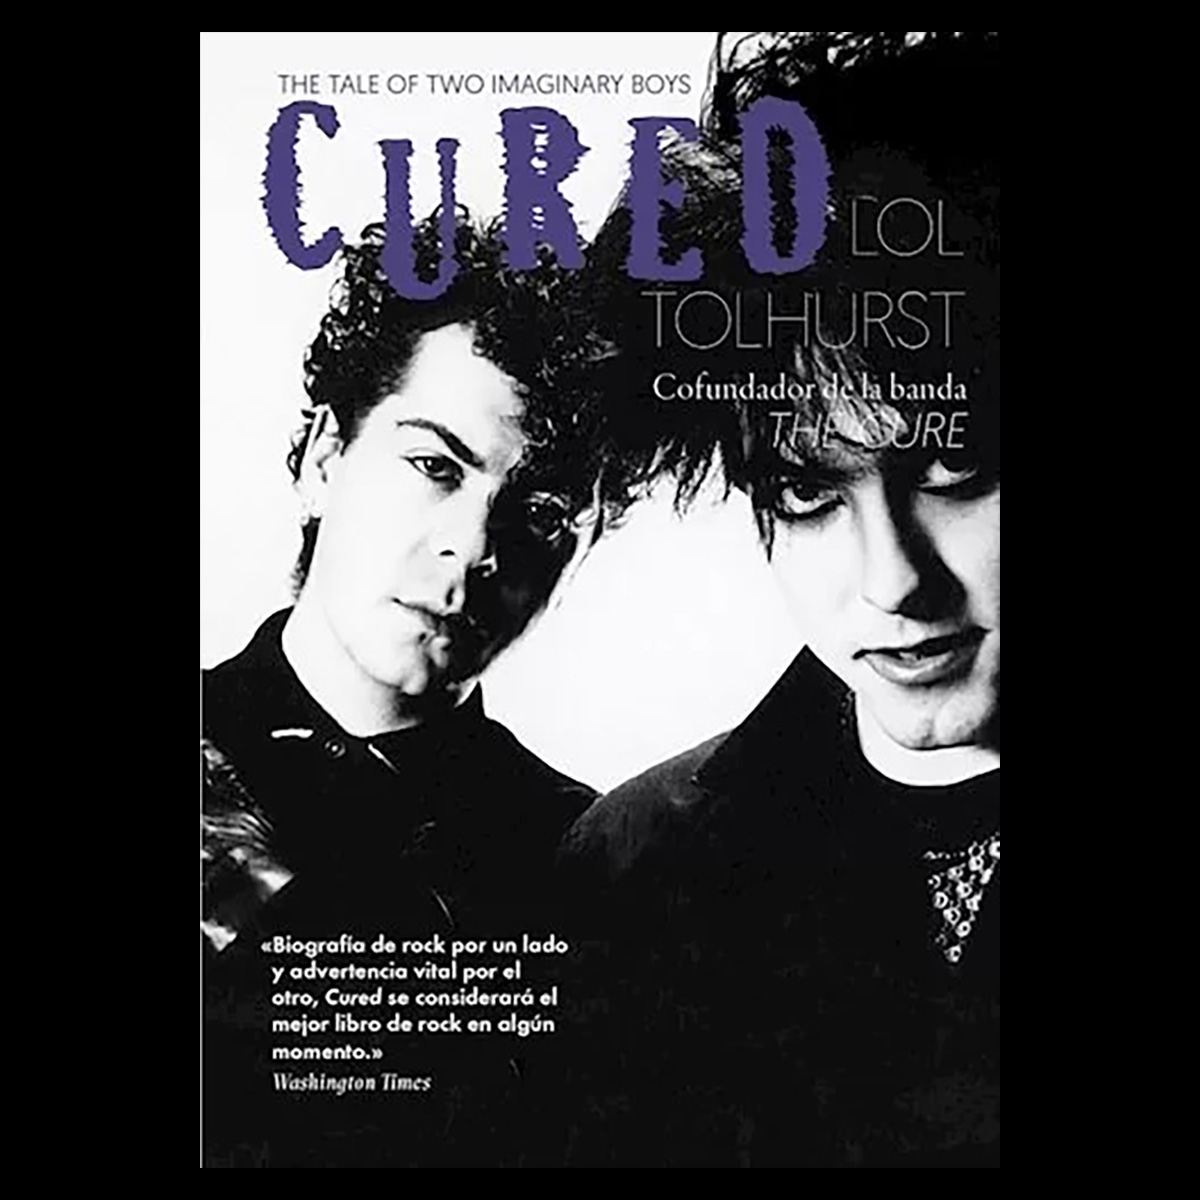 THE TALE OF TWO IMAGINARY BOYS
CURED
LOL
TOLHURST
Cofundador de la banda
THE CURE
«Biografía de rock por un lado
y advertencia vital por el
otro, Cured se considerará el
mejor libro de rock en algún
momento.»
Washington Times